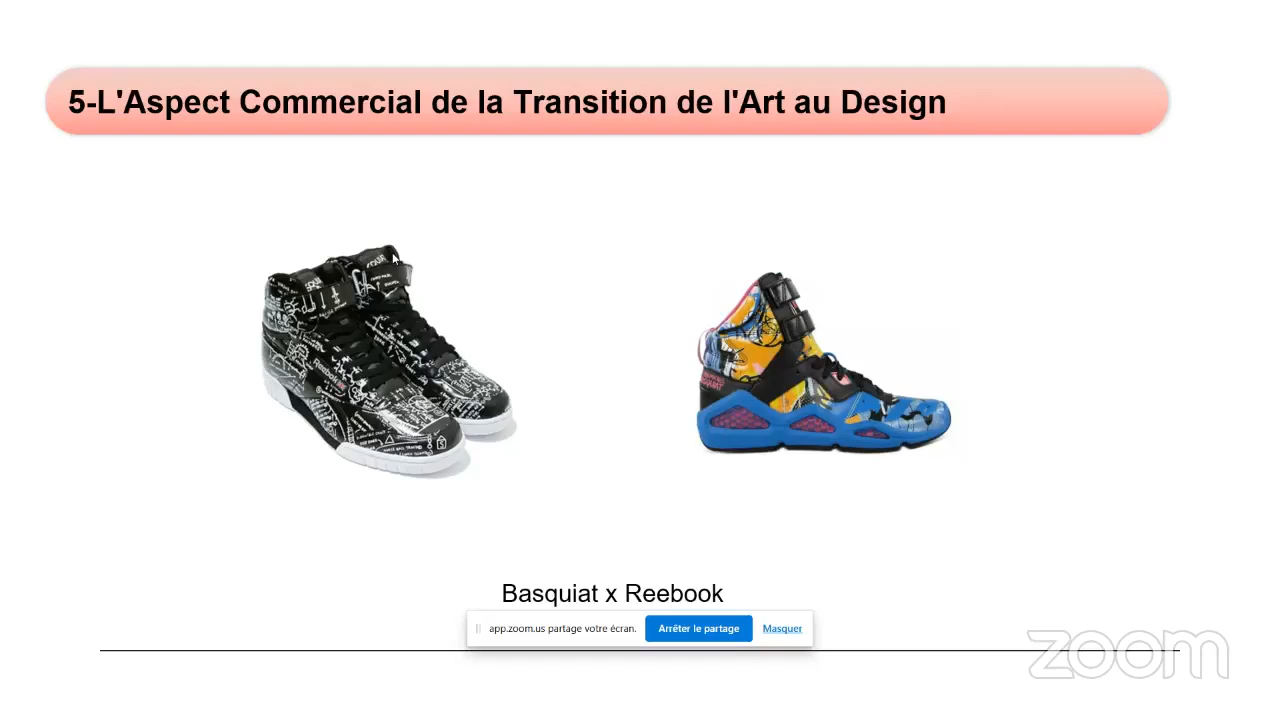 5-L'Aspect Commercial de la Transition de l'Art au Design
Reebok
Basquiat x Reebook
app.zoom.us partage votre écran.
Arrêter le partage
Masquer
zoom